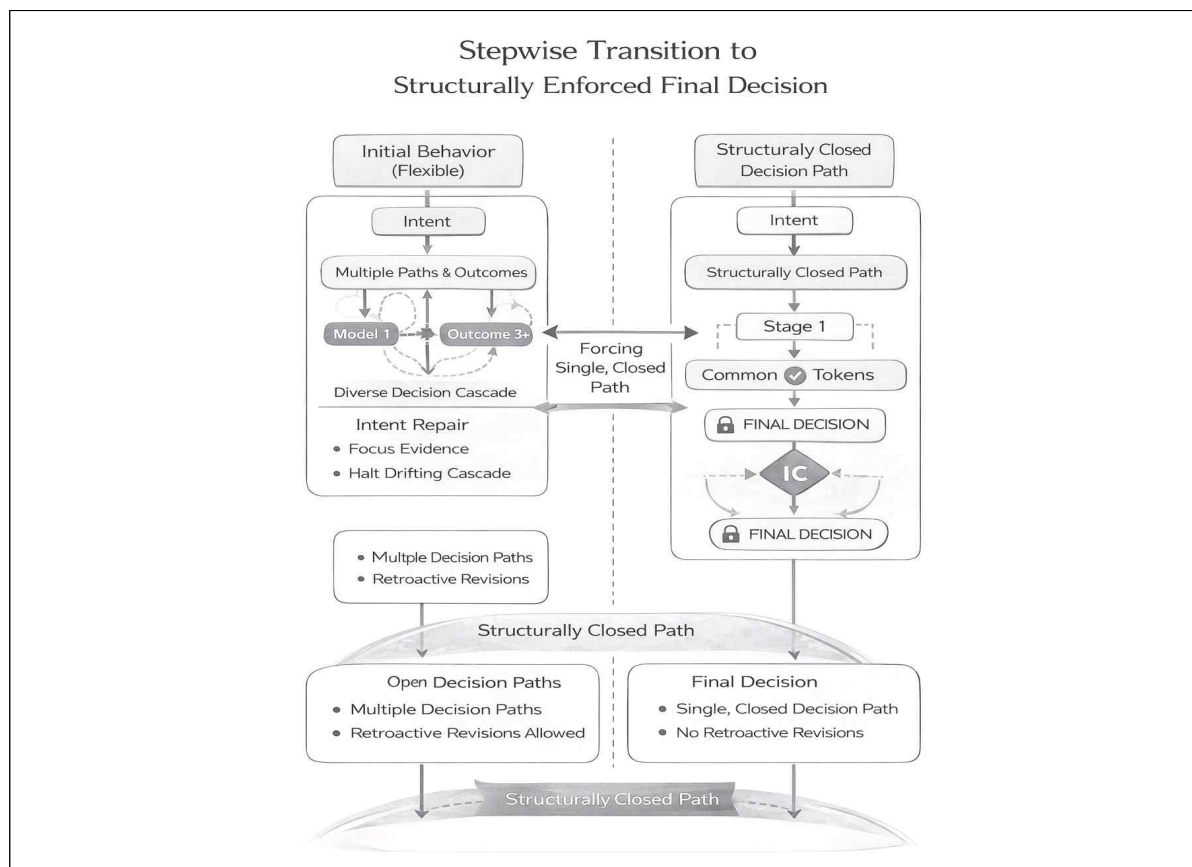 Stepwise Transition to
Structurally Enforced Final Decision
Initial Behavior
(Flexible)
Intent
Multiple Paths & Outcomes
Model 1
Outcome 3+
Diverse Decision Cascade
Intent Repair
• Focus Evidence
• Halt Drifting Cascade
Forcing
Single, Closed
Path
Structuraly Closed
Decision Path
Intent
Structurally Closed Path
Stage 1
Common Tokens
FINAL DECISION
IC
FINAL DECISION
• Multple Decision Paths
• Retroactive Revisions
Structurally Closed Path
Open Decision Paths
• Multiple Decision Paths
• Retroactive Revisions Allowed
Final Decision
• Single, Closed Decision Path
• No Retroactive Revisions
Structurally Closed Path